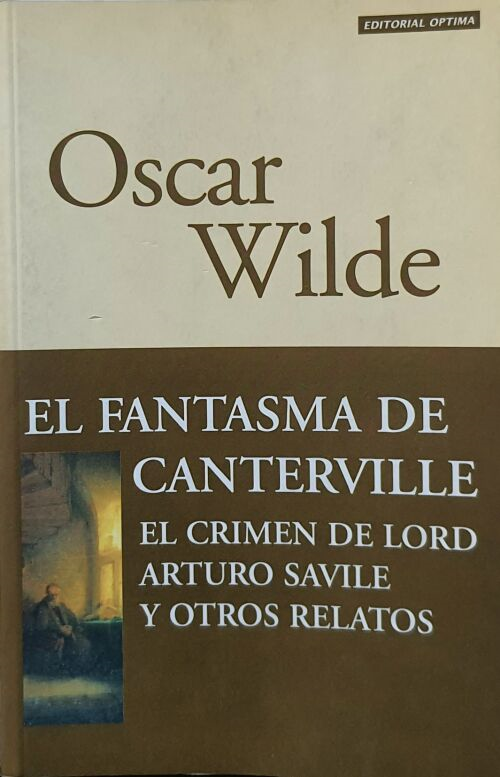 EDITORIAL OPTIMA
Oscar
Wilde
EL FANTASMA DE
CANTERVILLE
EL CRIMEN DE LORD
ARTURO SAVILE
Y OTROS RELATOS